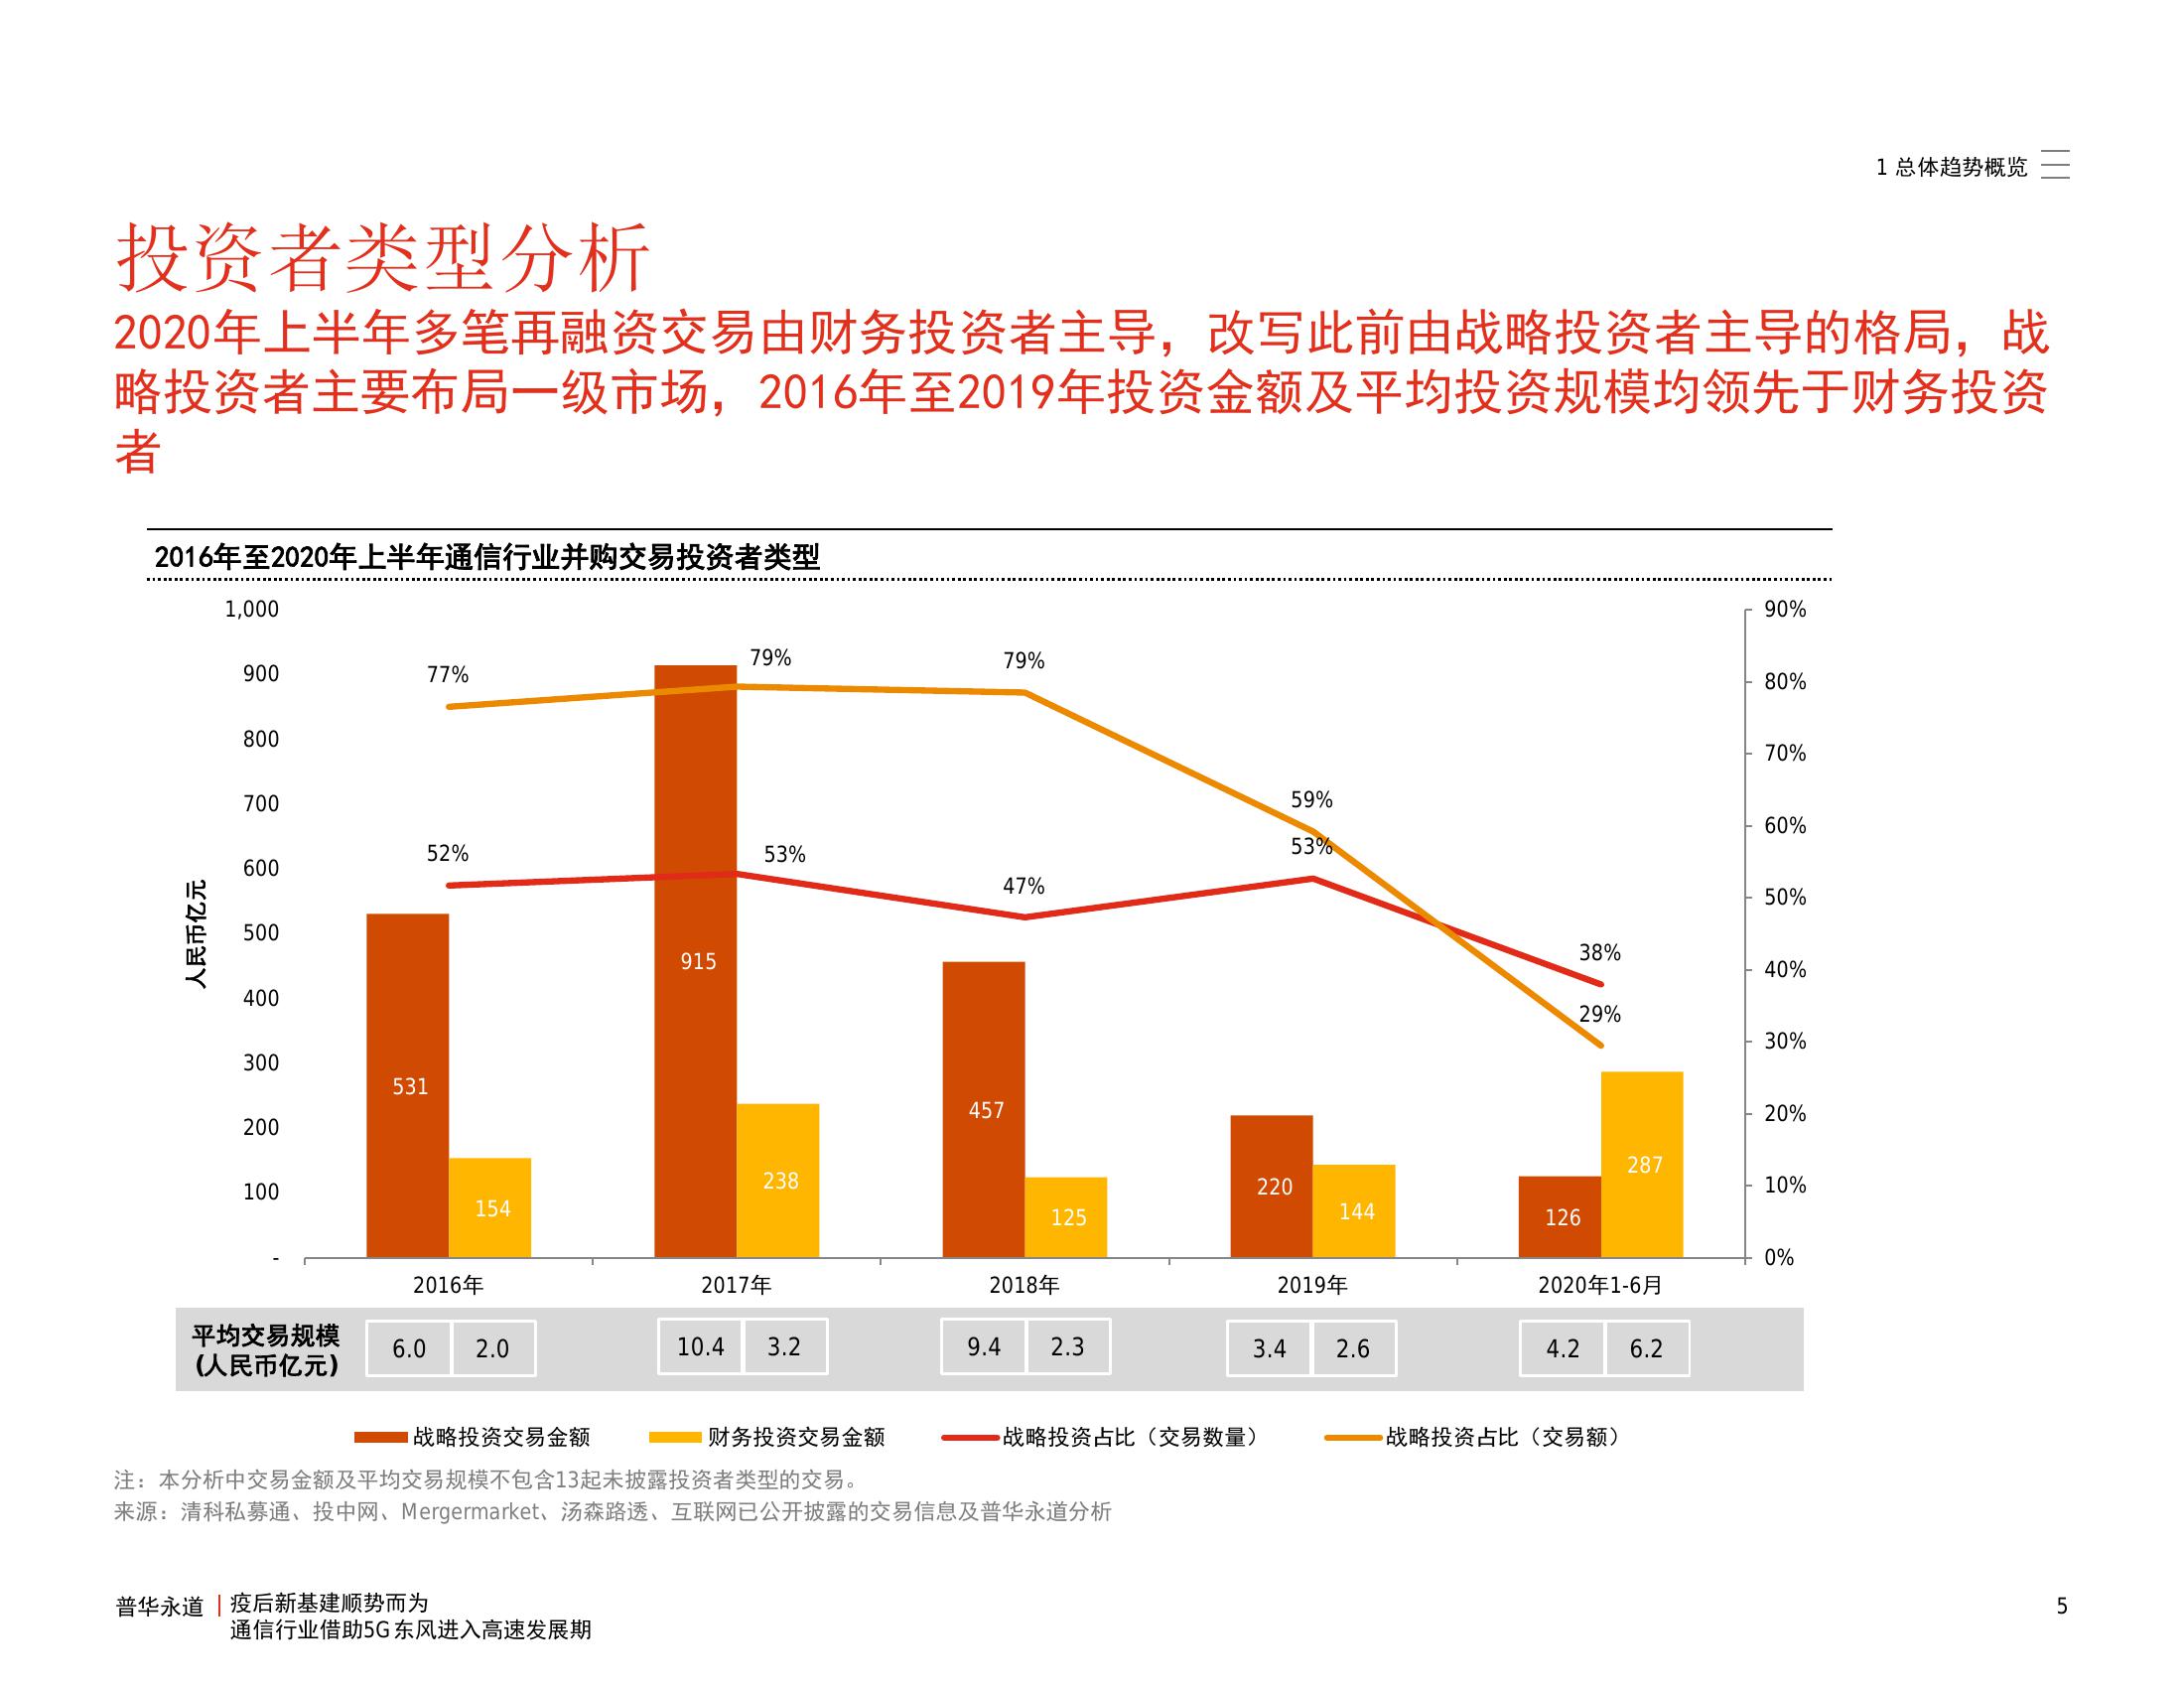 1 总体趋势概览
投资者类型分析
2020年上半年多笔再融资交易由财务投资者主导，改写此前由战略投资者主导的格局，战
略投资者主要布局一级市场，2016年至2019年投资金额及平均投资规模均领先于财务投资
者
2016年至2020年上半年通信行业并购交易投资者类型
人民币亿元
1,000
900
800
700
600
500
400
300
200
100
-
90%
80%
70%
60%
50%
40%
30%
20%
10%
0%
77%
79%
79%
59%
29%
52%
53%
47%
53%
38%
531
154
915
238
457
125
220
144
126
287
2016年
2017年
2018年
2019年
2020年1-6月
平均交易规模
(人民币亿元)
6.0
2.0
10.4
3.2
9.4
2.3
3.4
2.6
4.2
6.2
战略投资交易金额
财务投资交易金额
战略投资占比（交易数量）
战略投资占比（交易额）
注：本分析中交易金额及平均交易规模不包含13起未披露投资者类型的交易。
来源：清科私募通、投中网、Mergermarket、汤森路透、互联网已公开披露的交易信息及普华永道分析
普华永道
疫后新基建顺势而为
通信行业借助5G东风进入高速发展期
5